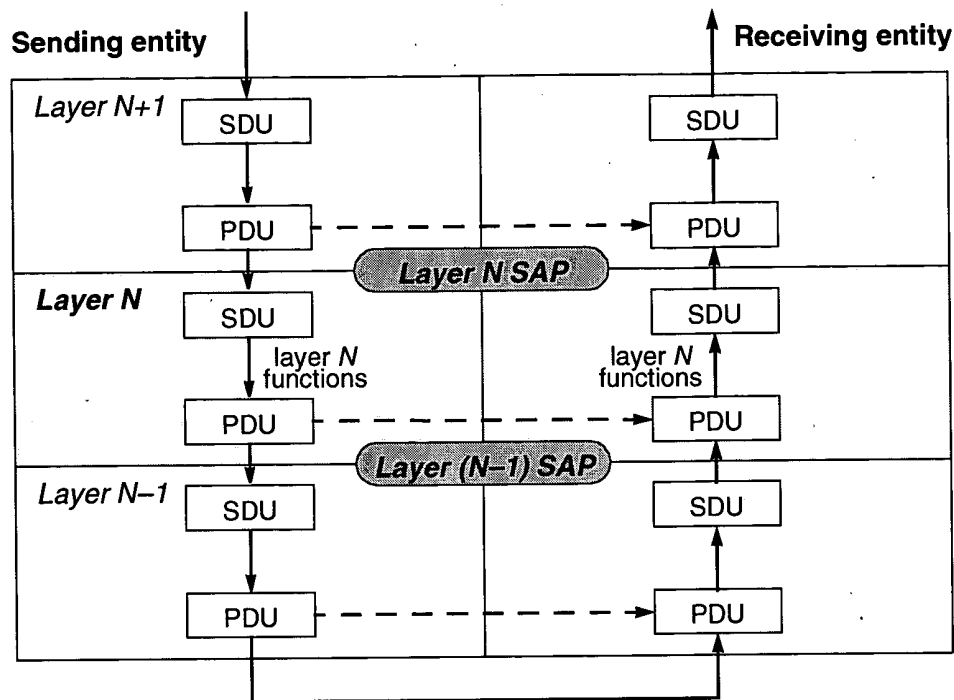 Sending entity
Receiving entity
Layer N+1
SDU
SDU
PDU
PDU
Layer N SAP
Layer N
SDU
SDU
layer N
functions
layer N
functions
PDU
PDU
Layer (N–1) SAP
Layer N–1
SDU
SDU
PDU
PDU